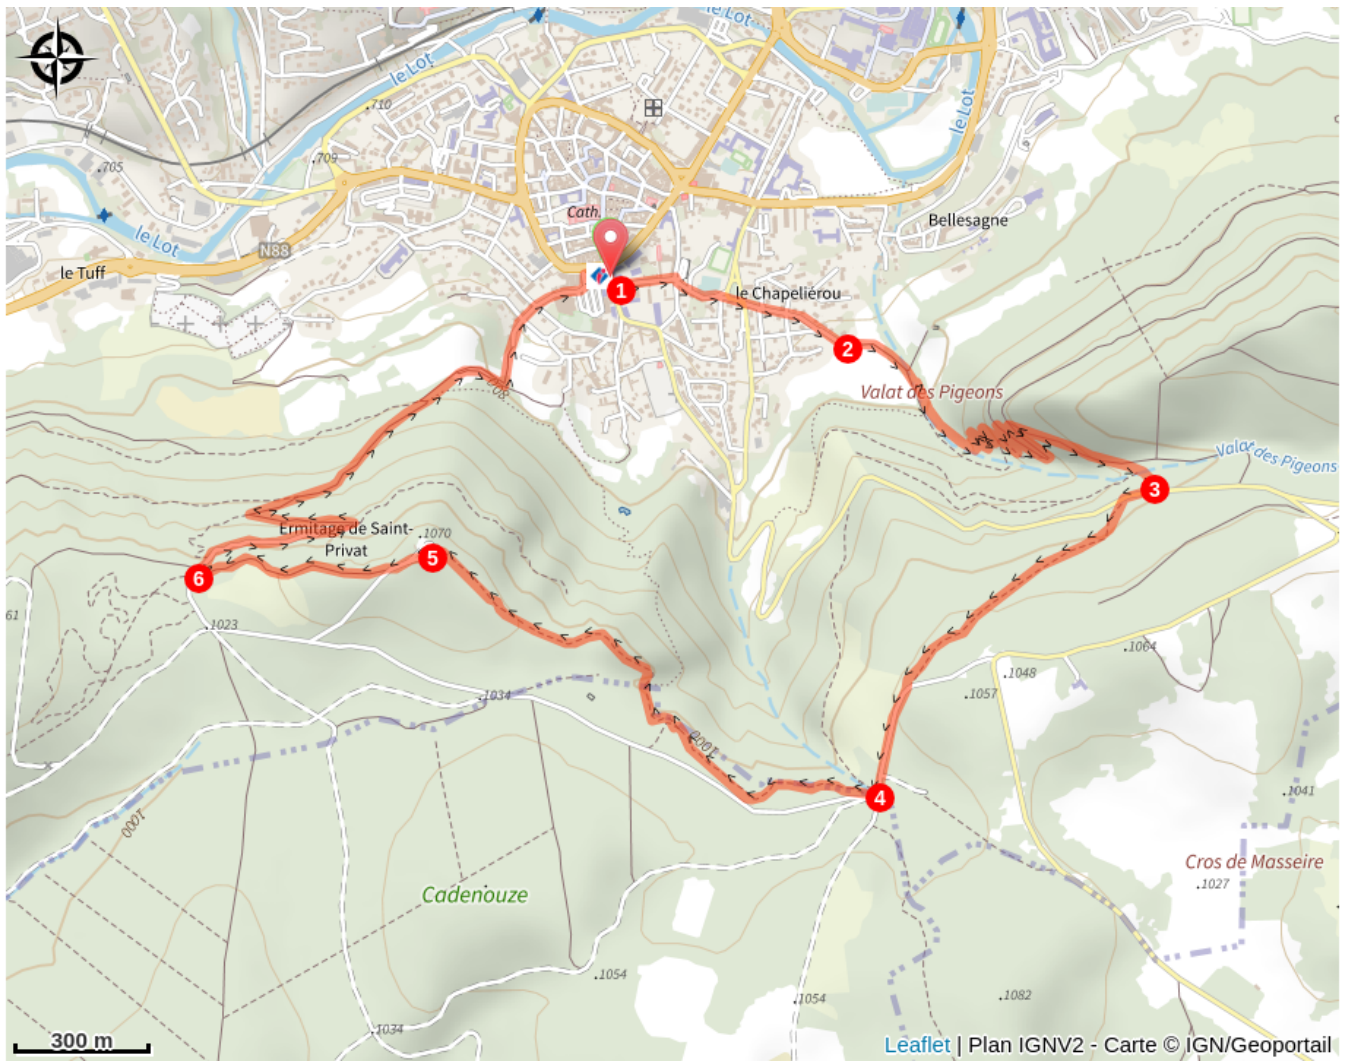 le Lot
le Lot
.710
.709
.705
le Lot
le Lot
Cath.
N88
le Tuff
Bellesagne
1
le Chapeliérou
2
Valat des Pigeons
708
Valat des Pigeons
3
Ermitage de Saint-
Privat
.1070
5
6
61
.1023
.1034
.1064
.1048
.1057
1000
4
.1041
1000
Cros de Masseire
.1027
Cadenouze
.1054
.1054
.1082
.1034
300 m
Leaflet | Plan IGNV2 - Carte © IGN/Geoportail